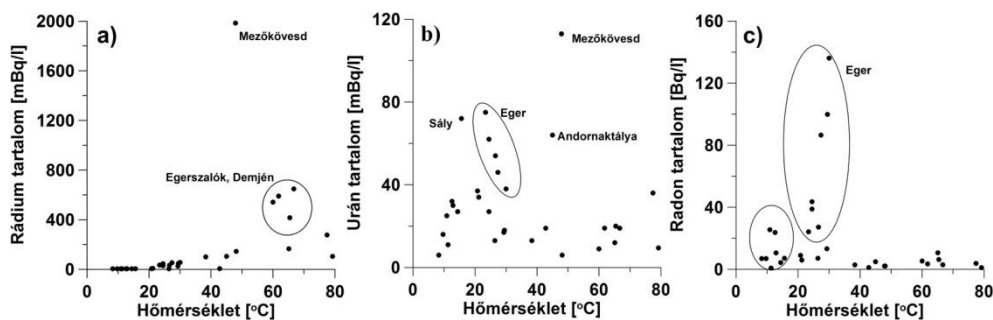 a)
Rádium tartalom [mBq/l]
2000
1600
1200
800
400
0
Mezőkövesd
Egerszalók, Demjén
0 20 40 60 80
Hőmérséklet [°C]
b)
Urán tartalom [mBq/l]
120
80
40
0
Mezőkövesd
Eger
Sály
Andornaktálya
0 20 40 60 80
Hőmérséklet [°C]
c)
Radon tartalom [Bq/l]
160
120
80
40
0
Eger
0 20 40 60 80
Hőmérséklet [°C]